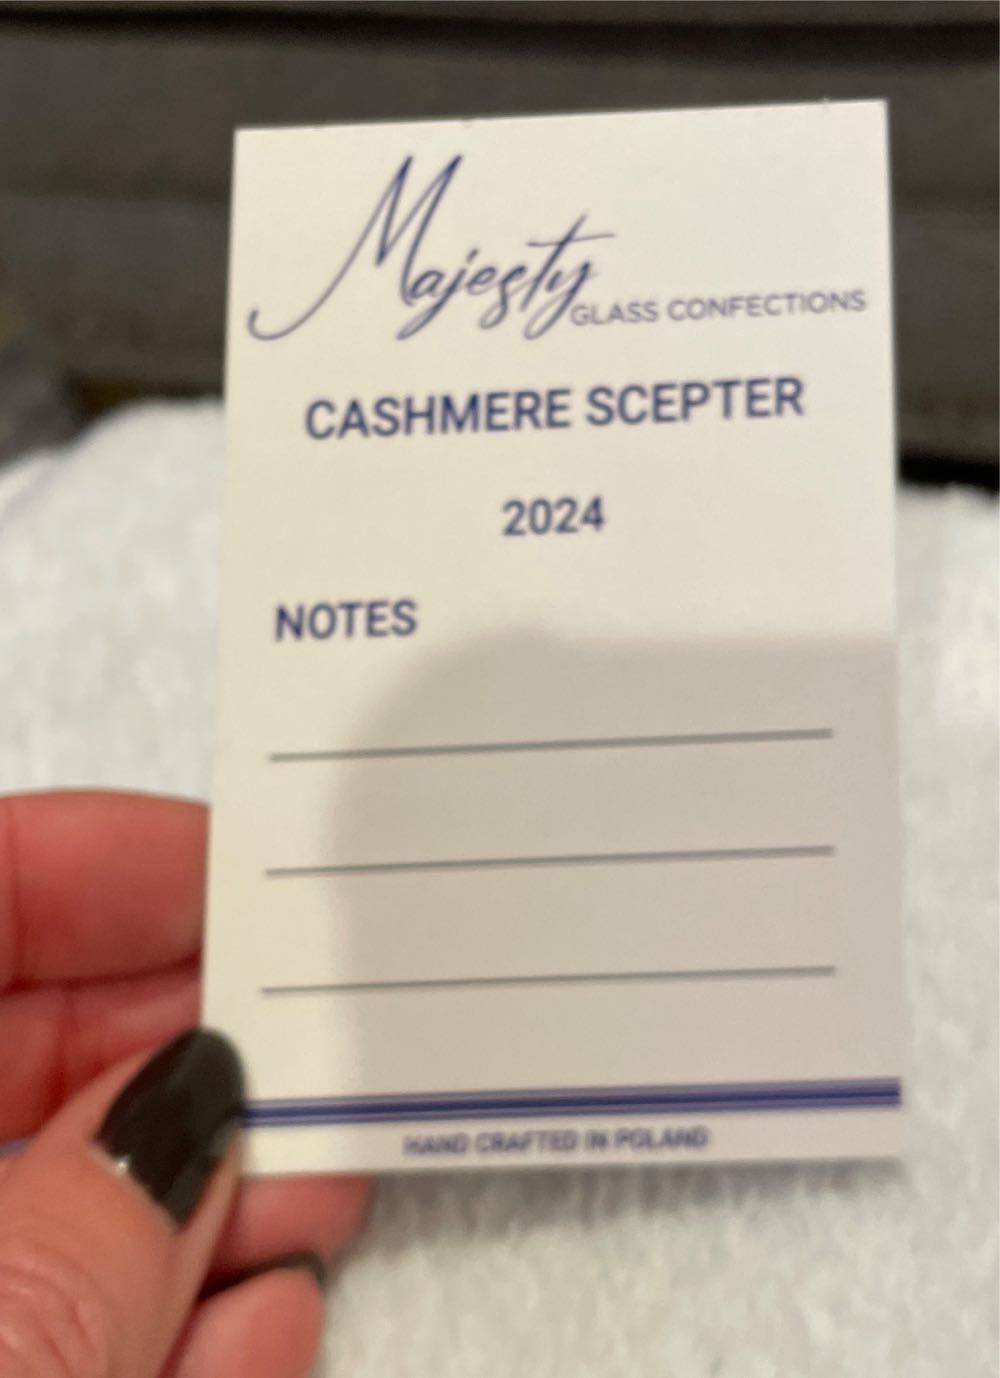 Majesty GLASS CONFECTIONS
CASHMERE SCEPTER
2024
NOTES
HAND CRAFTED IN POLAND